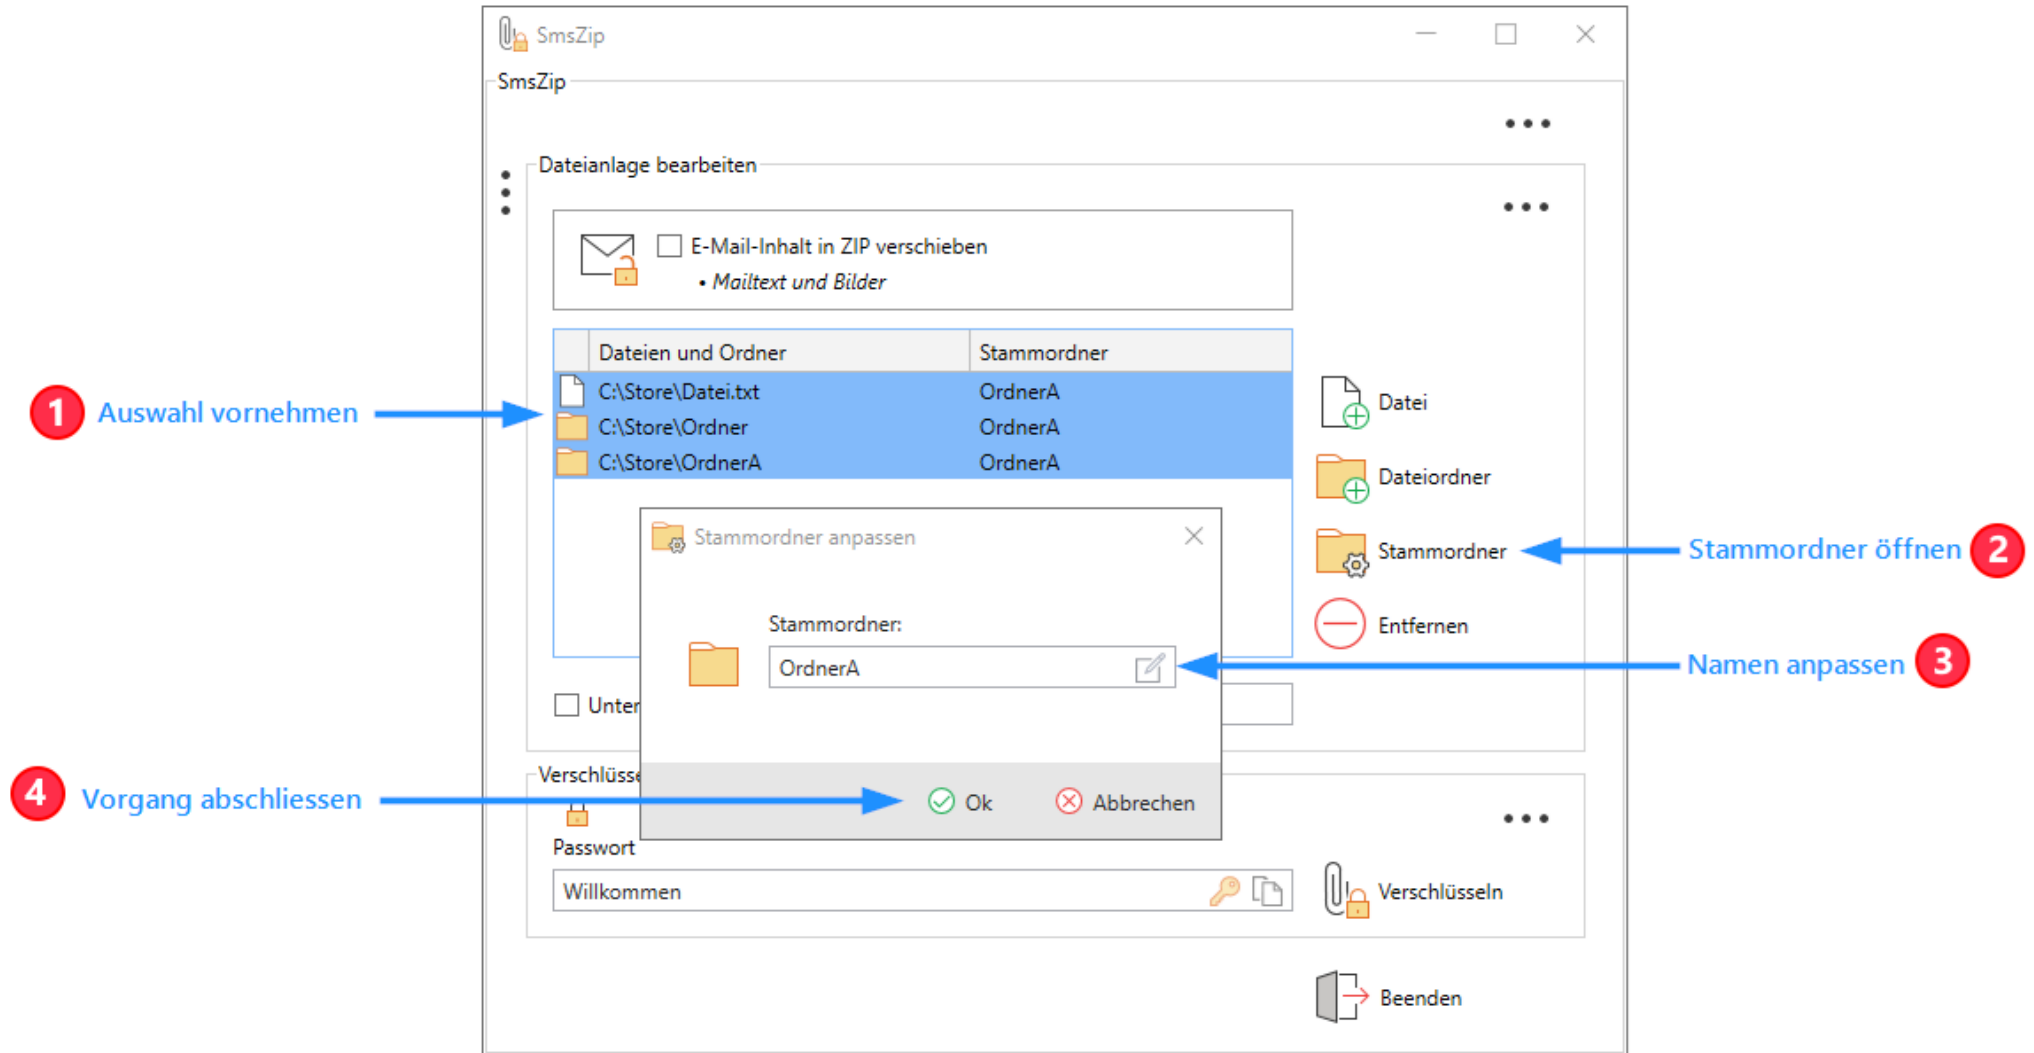 SmsZip
SmsZip
Dateianlage bearbeiten
E-Mail-Inhalt in ZIP verschieben
• Mailtext und Bilder
Dateien und Ordner Stammordner
C:\Store\Datei.txt OrdnerA
C:\Store\Ordner OrdnerA
C:\Store\OrdnerA OrdnerA
1 Auswahl vornehmen
Datei
Dateiordner
Stammordner
Stammordner öffnen 2
Entfernen
Stammordner anpassen
Stammordner:
OrdnerA
Namen anpassen 3
Unter
Verschlüsse
4 Vorgang abschliessen
Ok Abbrechen
Passwort
Willkommen
Verschlüsseln
Beenden